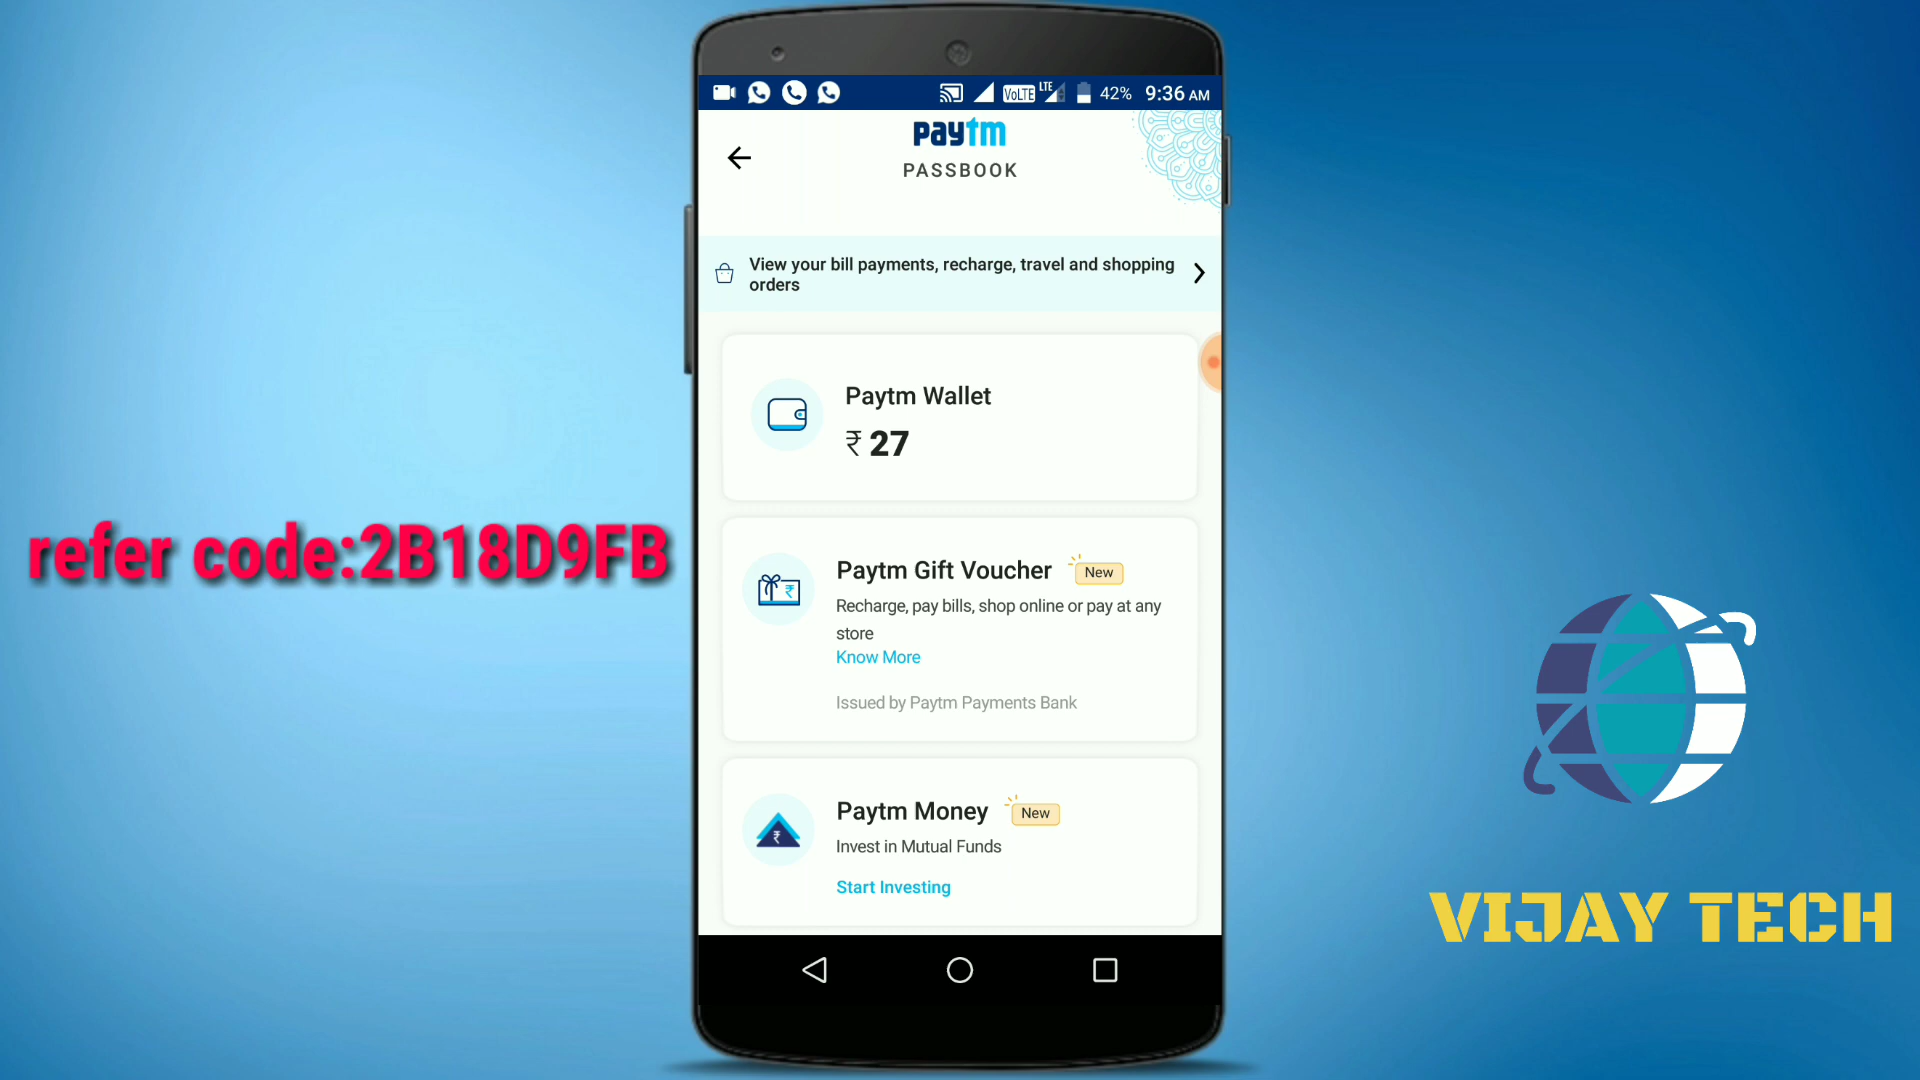 VoLTE LTE 42% 9:36 AM
paytm
PASSBOOK
View your bill payments, recharge, travel and shopping
orders
Paytm Wallet
₹ 27
refer code:2B18D9FB
Paytm Gift Voucher New
Recharge, pay bills, shop online or pay at any
store
Know More
Issued by Paytm Payments Bank
Paytm Money New
Invest in Mutual Funds
Start Investing
VIJAY TECH